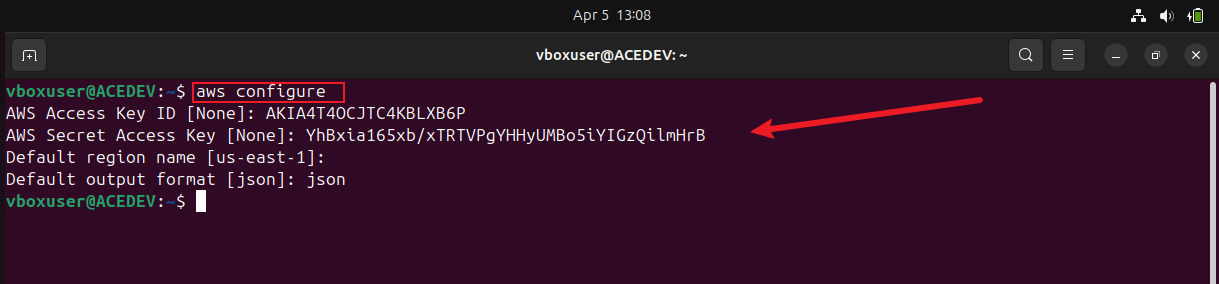 Apr 5 13:08
vboxuser@ACEDEV: ~
vboxuser@ACEDEV:~$ aws configure
AWS Access Key ID [None]: AKIA4T4OCJTC4KBLXB6P
AWS Secret Access Key [None]: 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
Default region name [us-east-1]:
Default output format [json]: json
vboxuser@ACEDEV:~$